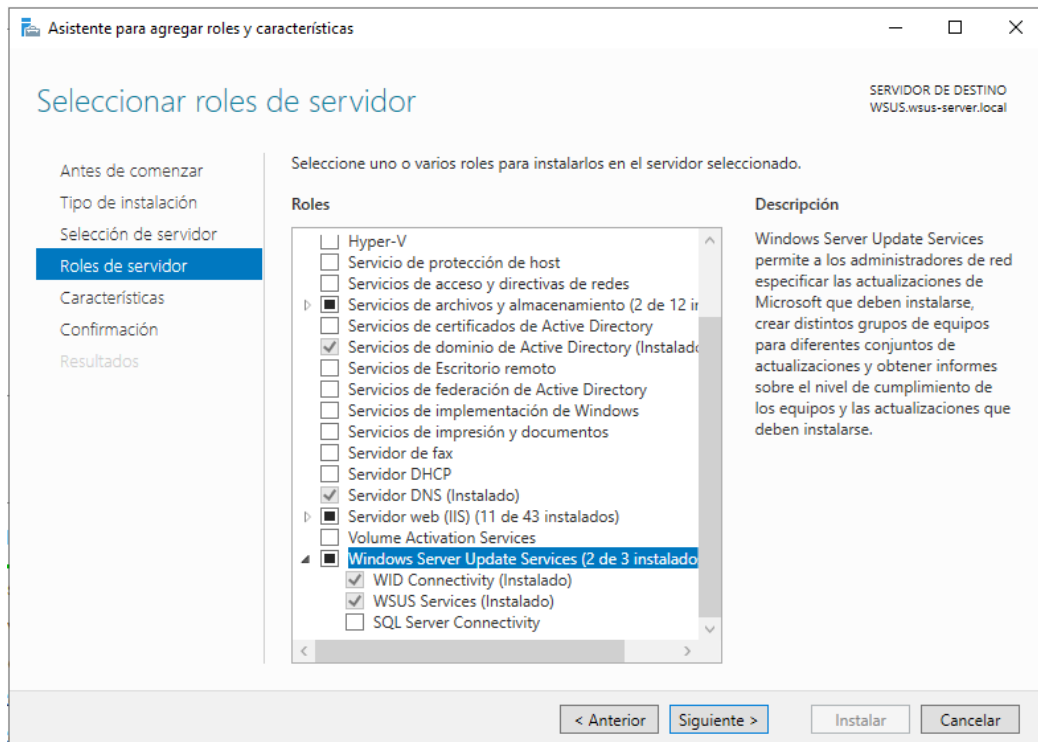 Asistente para agregar roles y características
Seleccionar roles de servidor
SERVIDOR DE DESTINO
WSUS.wsus-server.local
Antes de comenzar
Tipo de instalación
Selección de servidor
Roles de servidor
Características
Confirmación
Resultados
Seleccione uno o varios roles para instalarlos en el servidor seleccionado.
Roles
Hyper-V
Servicio de protección de host
Servicios de acceso y directivas de redes
Servicios de archivos y almacenamiento (2 de 12 in
Servicios de certificados de Active Directory
Servicios de dominio de Active Directory (Instalado
Servicios de Escritorio remoto
Servicios de federación de Active Directory
Servicios de implementación de Windows
Servicios de impresión y documentos
Servidor de fax
Servidor DHCP
Servidor DNS (Instalado)
Servidor web (IIS) (11 de 43 instalados)
Volume Activation Services
Windows Server Update Services (2 de 3 instalado
WID Connectivity (Instalado)
WSUS Services (Instalado)
SQL Server Connectivity
Descripción
Windows Server Update Services
permite a los administradores de red
especificar las actualizaciones de
Microsoft que deben instalarse,
crear distintos grupos de equipos
para diferentes conjuntos de
actualizaciones y obtener informes
sobre el nivel de cumplimiento de
los equipos y las actualizaciones que
deben instalarse.
< Anterior
Siguiente >
Instalar
Cancelar